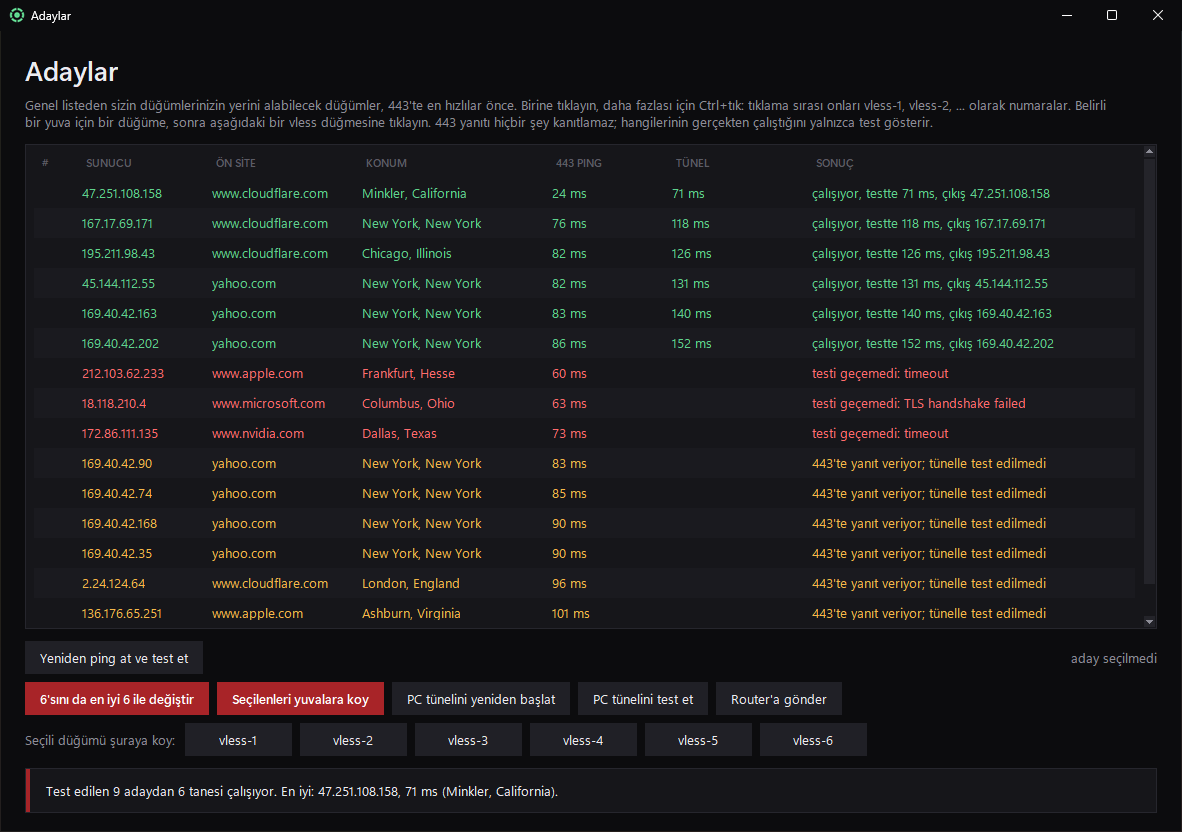 Adaylar
Adaylar
Genel listeden sizin düğümlerinizin yerini alabilecek düğümler, 443'te en hızlılar önce. Birine tıklayın, daha fazlası için Ctrl+tık: tıklama sırası onları vless-1, vless-2, ... olarak numaralar. Belirli
bir yuva için bir düğüme, sonra aşağıdaki bir vless düğmesine tıklayın. 443 yanıtı hiçbir şey kanıtlamaz; hangilerinin gerçekten çalıştığını yalnızca test gösterir.
# SUNUCU ÖN SİTE KONUM 443 PING TÜNEL SONUÇ
47.251.108.158 www.cloudflare.com Minkler, California 24 ms 71 ms çalışıyor, testte 71 ms, çıkış 47.251.108.158
167.17.69.171 www.cloudflare.com New York, New York 76 ms 118 ms çalışıyor, testte 118 ms, çıkış 167.17.69.171
195.211.98.43 www.cloudflare.com Chicago, Illinois 82 ms 126 ms çalışıyor, testte 126 ms, çıkış 195.211.98.43
45.144.112.55 yahoo.com New York, New York 82 ms 131 ms çalışıyor, testte 131 ms, çıkış 45.144.112.55
169.40.42.163 yahoo.com New York, New York 83 ms 140 ms çalışıyor, testte 140 ms, çıkış 169.40.42.163
169.40.42.202 yahoo.com New York, New York 86 ms 152 ms çalışıyor, testte 152 ms, çıkış 169.40.42.202
212.103.62.233 www.apple.com Frankfurt, Hesse 60 ms testi geçemedi: timeout
18.118.210.4 www.microsoft.com Columbus, Ohio 63 ms testi geçemedi: TLS handshake failed
172.86.111.135 www.nvidia.com Dallas, Texas 73 ms testi geçemedi: timeout
169.40.42.90 yahoo.com New York, New York 83 ms 443'te yanıt veriyor; tünelle test edilmedi
169.40.42.74 yahoo.com New York, New York 85 ms 443'te yanıt veriyor; tünelle test edilmedi
169.40.42.168 yahoo.com New York, New York 90 ms 443'te yanıt veriyor; tünelle test edilmedi
169.40.42.35 yahoo.com New York, New York 90 ms 443'te yanıt veriyor; tünelle test edilmedi
2.24.124.64 www.cloudflare.com London, England 96 ms 443'te yanıt veriyor; tünelle test edilmedi
136.176.65.251 www.apple.com Ashburn, Virginia 101 ms 443'te yanıt veriyor; tünelle test edilmedi
Yeniden ping at ve test et aday seçilmedi
6'sını da en iyi 6 ile değiştir Seçilenleri yuvalara koy PC tünelini yeniden başlat PC tünelini test et Router'a gönder
Seçili düğümü şuraya koy: vless-1 vless-2 vless-3 vless-4 vless-5 vless-6
Test edilen 9 adaydan 6 tanesi çalışıyor. En iyi: 47.251.108.158, 71 ms (Minkler, California).